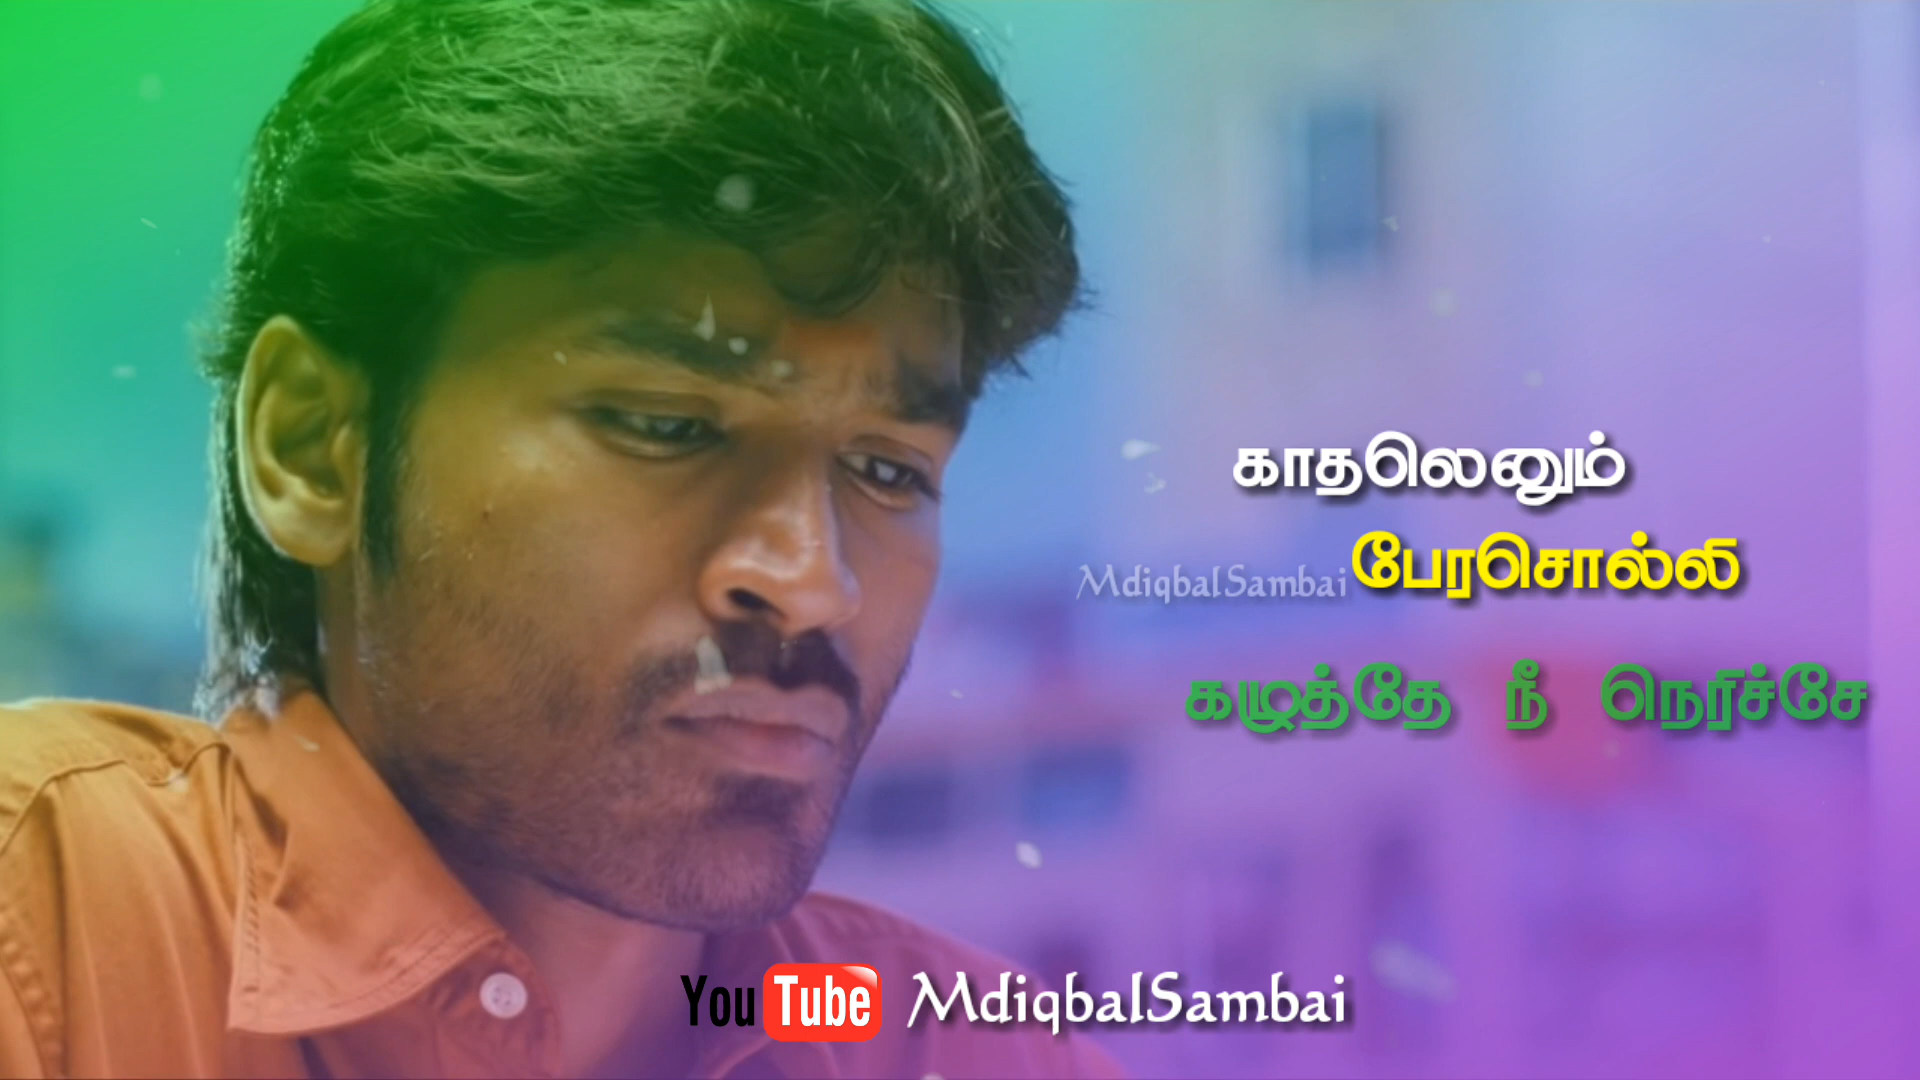 காதலெனும்
MdiqbalSambai பேரசொல்லி
கழுத்தே நீ நெரிச்சே
YouTube MdiqbalSambai